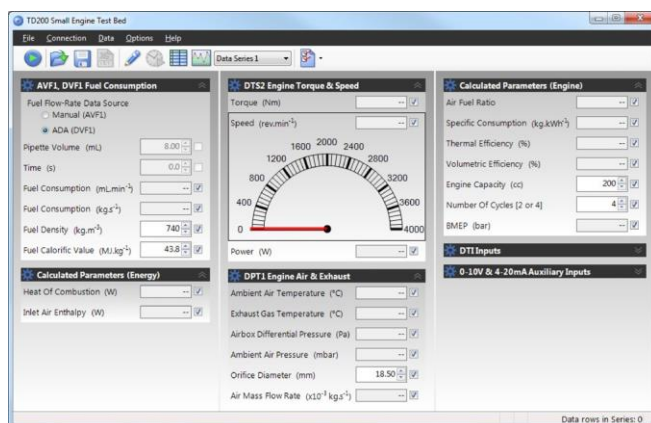 TD200 Small Engine Test Bed
File Connection Data Options Help
Data Series 1
AVF1, DVF1 Fuel Consumption
Fuel Flow-Rate Data Source
Manual (AVF1)
ADA (DVF1)
Pipette Volume (mL) 8.00
Time (s) 0.0
Fuel Consumption (mL.min⁻¹) --
Fuel Consumption (kg.s⁻¹) --
Fuel Density (kg.m⁻³) 740
Fuel Calorific Value (MJ.kg⁻¹) 43.8
Calculated Parameters (Energy)
Heat Of Combustion (W) --
Inlet Air Enthalpy (W) --
DTS2 Engine Torque & Speed
Torque (Nm) --
Speed (rev.min⁻¹) --
0 400 800 1200 1600 2000 2400 2800 3200 3600 4000
Power (W) --
DPT1 Engine Air & Exhaust
Ambient Air Temperature (°C) --
Exhaust Gas Temperature (°C) --
Airbox Differential Pressure (Pa) --
Ambient Air Pressure (mbar) --
Orifice Diameter (mm) 18.50
Air Mass Flow Rate (x10⁻³ kg.s⁻¹) --
Calculated Parameters (Engine)
Air Fuel Ratio --
Specific Consumption (kg.kWh⁻¹) --
Thermal Efficiency (%) --
Volumetric Efficiency (%) --
Engine Capacity (cc) 200
Number Of Cycles [2 or 4] 4
BMEP (bar) --
DTI Inputs
0-10V & 4-20mA Auxiliary Inputs
Data rows in Series: 0